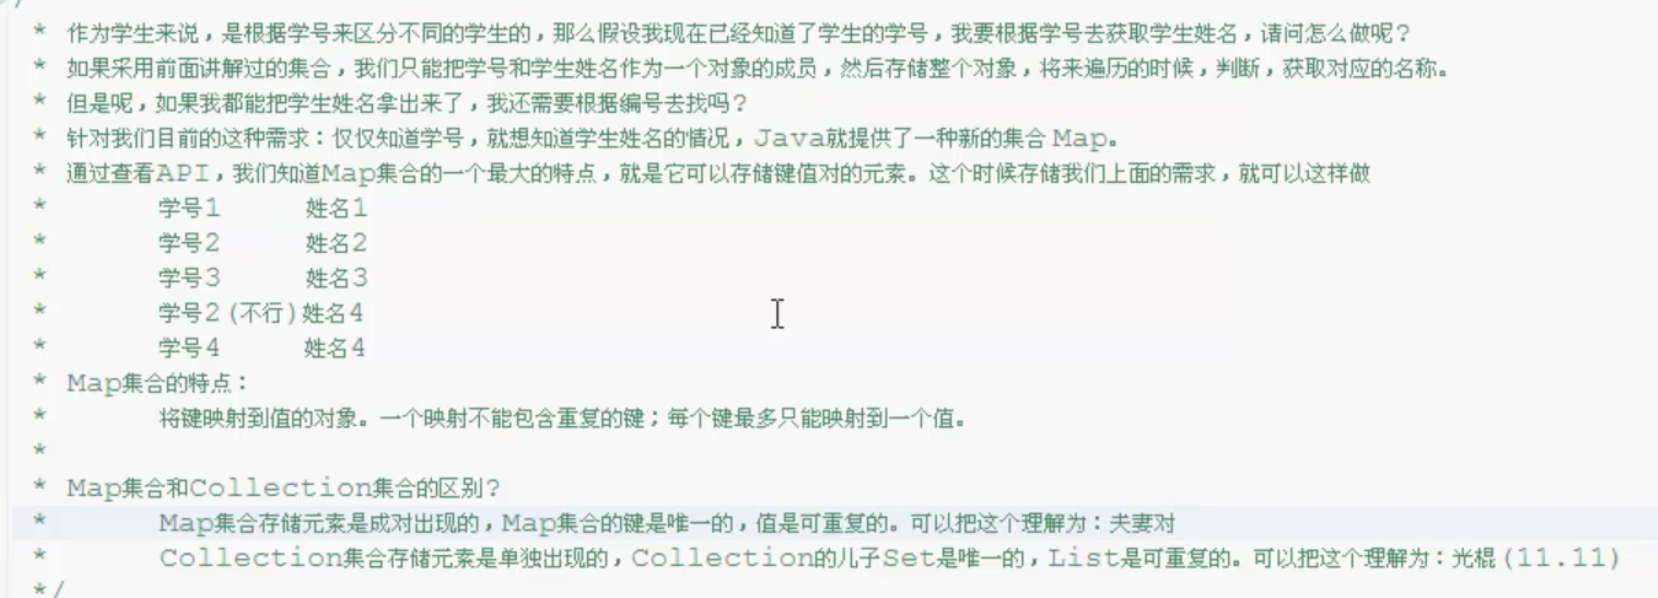 * 作为学生来说，是根据学号来区分不同的学生的，那么假设我现在已经知道了学生的学号，我要根据学号去获取学生姓名，请问怎么做呢？
* 如果采用前面讲解过的集合，我们只能把学号和学生姓名作为一个对象的成员，然后存储整个对象，将来遍历的时候，判断，获取对应的名称。
* 但是呢，如果我都能把学生姓名拿出来了，我还需要根据编号去找吗？
* 针对我们目前的这种需求：仅仅知道学号，就想知道学生姓名的情况，Java就提供了一种新的集合 Map。
* 通过查看API，我们知道Map集合的一个最大的特点，就是它可以存储键值对的元素。这个时候存储我们上面的需求，就可以这样做
* 学号1 姓名1
* 学号2 姓名2
* 学号3 姓名3
* 学号2(不行)姓名4
* 学号4 姓名4
* Map集合的特点：
* 将键映射到值的对象。一个映射不能包含重复的键；每个键最多只能映射到一个值。
*
* Map集合和Collection集合的区别?
* Map集合存储元素是成对出现的，Map集合的键是唯一的，值是可重复的。可以把这个理解为：夫妻对
* Collection集合存储元素是单独出现的，Collection的儿子Set是唯一的，List是可重复的。可以把这个理解为：光棍(11.11)
*/